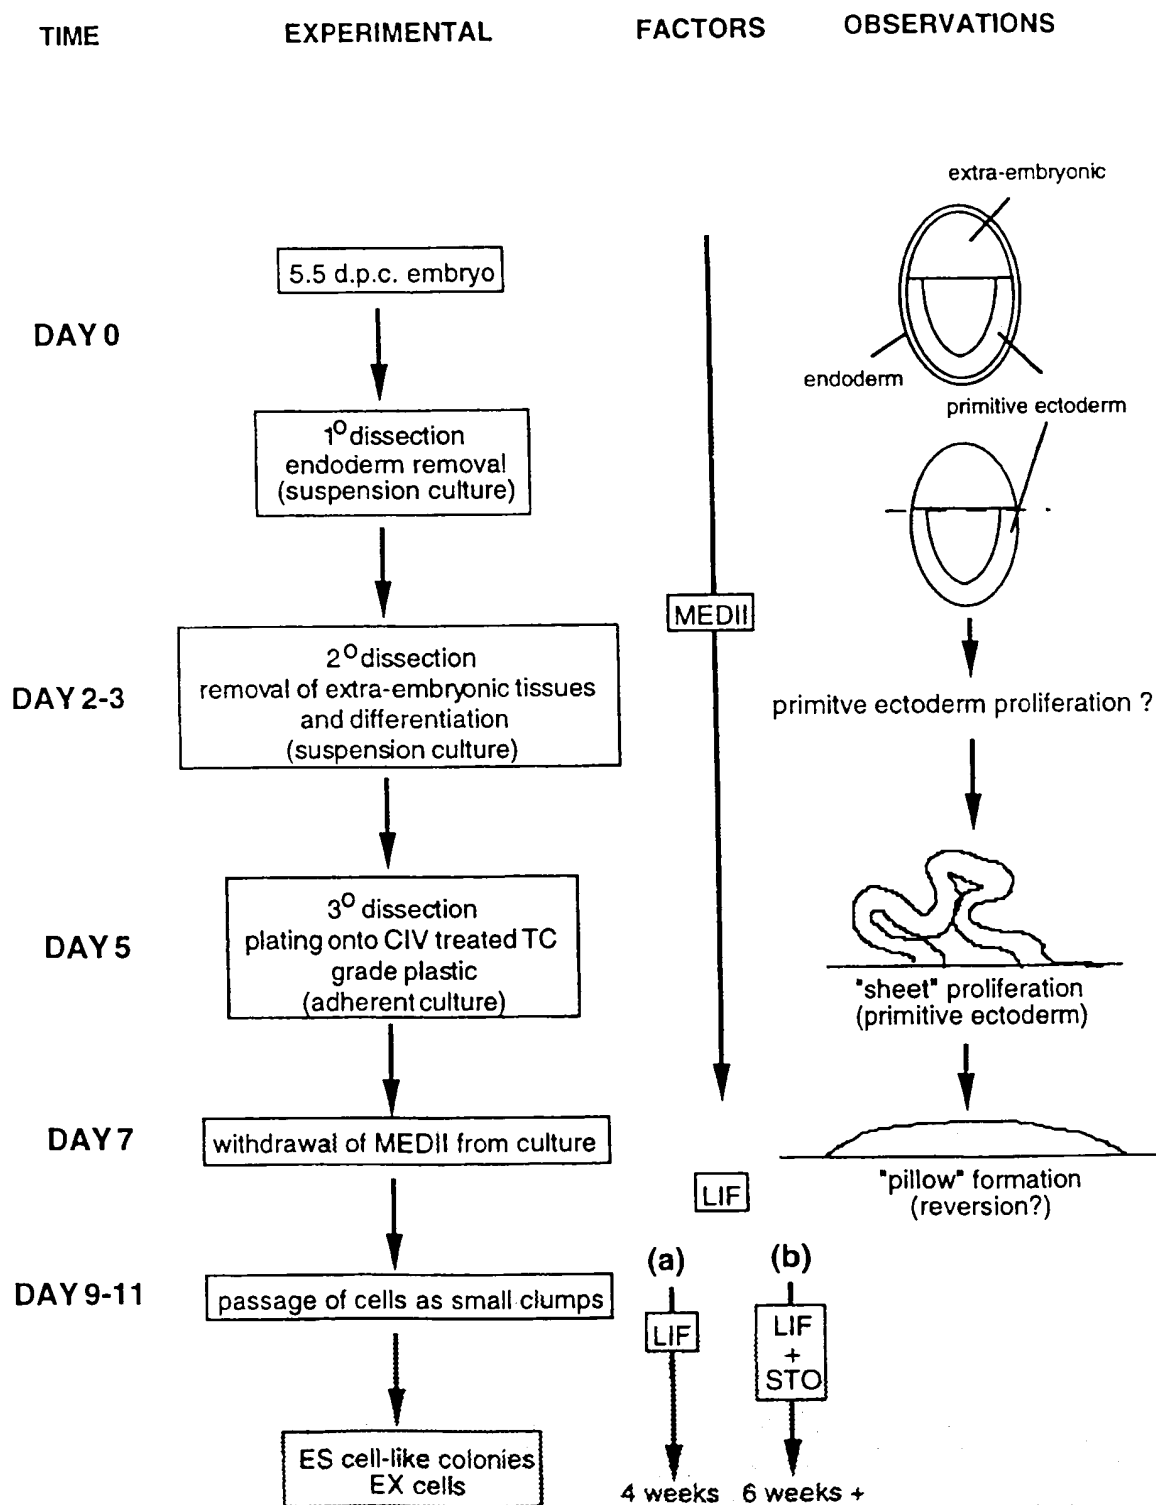 TIME EXPERIMENTAL FACTORS OBSERVATIONS
extra-embryonic
5.5 d.p.c. embryo
DAY 0
endoderm
primitive ectoderm
1° dissection
endoderm removal
(suspension culture)
MEDII
DAY 2-3
2° dissection
removal of extra-embryonic tissues
and differentiation
(suspension culture)
primitve ectoderm proliferation ?
DAY 5
3° dissection
plating onto CIV treated TC
grade plastic
(adherent culture)
"sheet" proliferation
(primitive ectoderm)
DAY 7
withdrawal of MEDII from culture
LIF
"pillow" formation
(reversion?)
DAY 9-11
passage of cells as small clumps
(a) (b)
LIF
LIF
+
STO
ES cell-like colonies
EX cells
4 weeks 6 weeks +